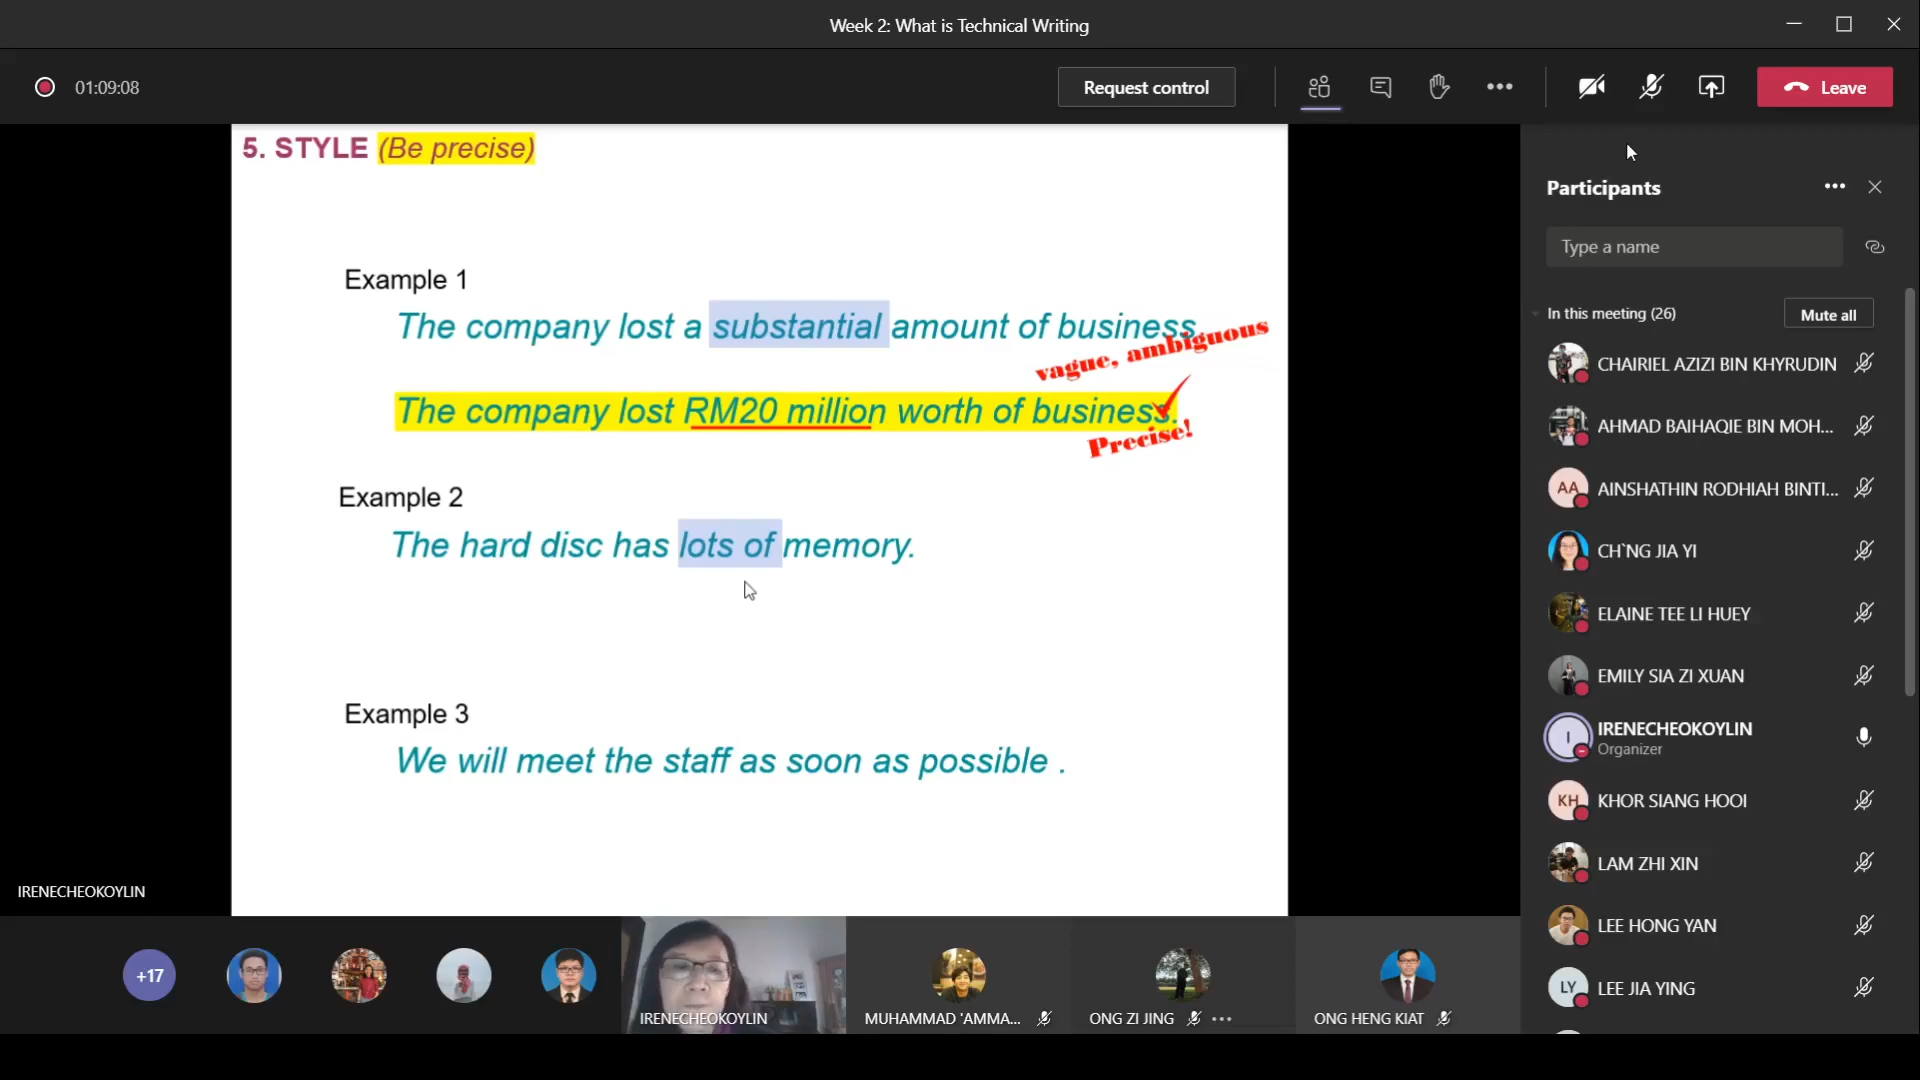 Week 2: What is Technical Writing
01:09:08
Request control
Leave
5. STYLE (Be precise)
Example 1
The company lost a substantial amount of business.
vague, ambiguous
The company lost RM20 million worth of business.
Precise!
Example 2
The hard disc has lots of memory.
Example 3
We will meet the staff as soon as possible .
IRENECHEOKOYLIN
+17
IRENECHEOKOYLIN
MUHAMMAD 'AMMA...
ONG ZI JING
ONG HENG KIAT
Participants
Type a name
In this meeting (26)
Mute all
CHAIRIEL AZIZI BIN KHYRUDIN
AHMAD BAIHAQIE BIN MOH...
AA
AINSHATHIN RODHIAH BINTI...
CH`NG JIA YI
ELAINE TEE LI HUEY
EMILY SIA ZI XUAN
I
IRENECHEOKOYLIN
Organizer
KH
KHOR SIANG HOOI
LAM ZHI XIN
LEE HONG YAN
LY
LEE JIA YING